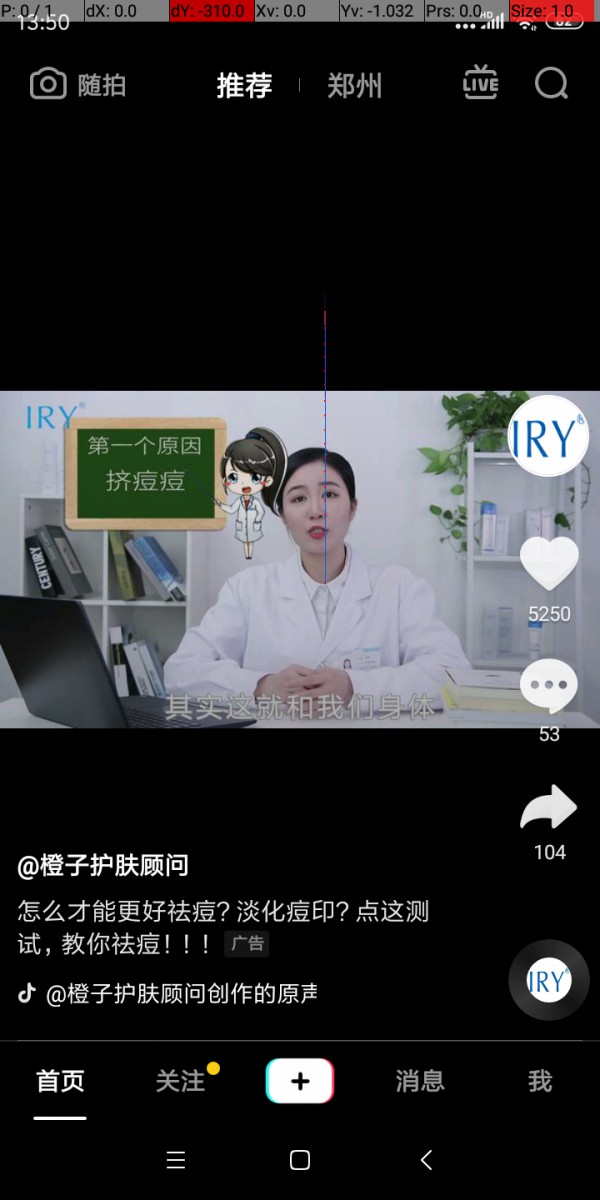 P: 0 / 1 dX: 0.0 dY: -310.0 Xv: 0.0 Yv: -1.032 Prs: 0.0 Size: 1.0
13:50 HD 62
随拍 推荐 郑州 LIVE
IRY
第一个原因
挤痘痘
IRY
CENTURY
5250
其实这就和我们身体
53
104
@橙子护肤顾问
怎么才能更好祛痘？淡化痘印？点这测
试，教你祛痘！！！ 广告
@橙子护肤顾问创作的原声
IRY
首页 关注 消息 我